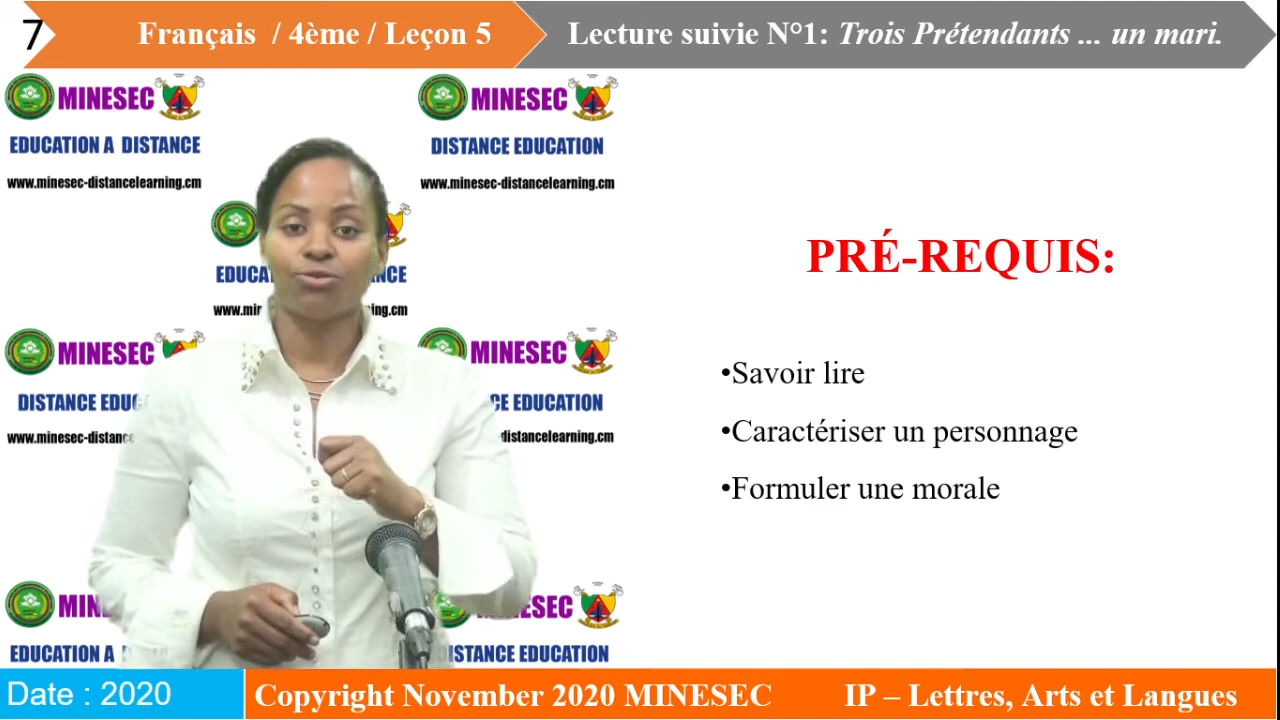 7
Français / 4ème / Leçon 5
Lecture suivie N°1: Trois Prétendants ... un mari.
MINESEC
EDUCATION A DISTANCE
www.minesec-distancelearning.cm
MINESEC
DISTANCE EDUCATION
www.minesec-distancelearning.cm
MINESEC
DISTANCE
MINESEC
DISTANCE EDUCATION
EDUCATION A
DISTANCE EDUCATION
PRÉ-REQUIS:
•Savoir lire
•Caractériser un personnage
•Formuler une morale
Date : 2020
Copyright November 2020 MINESEC
IP – Lettres, Arts et Langues